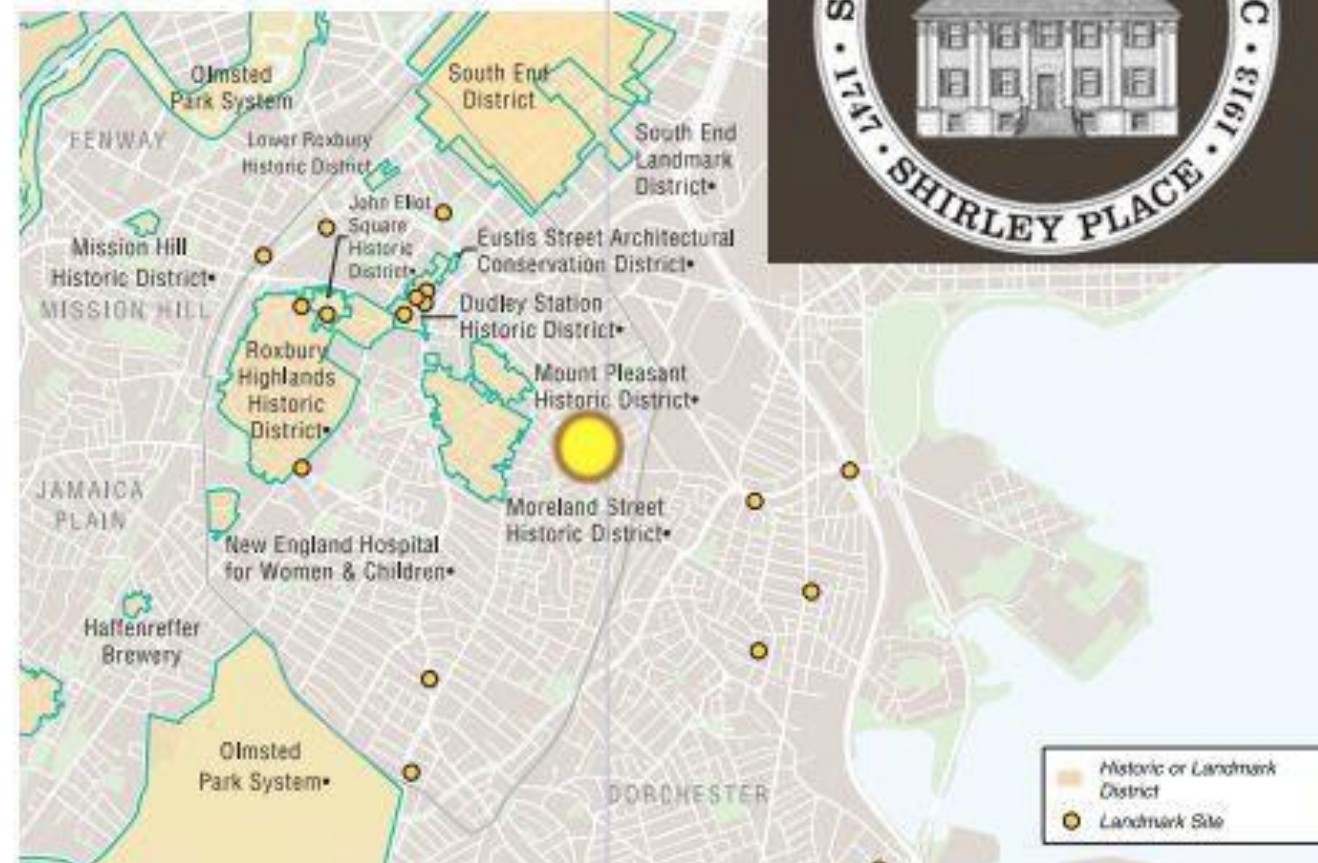 Olmsted
Park System
South End
District
FENWAY
Lower Roxbury
Historic District
South End
Landmark
District•
John Eliot
Square
Historic
District•
Mission Hill
Historic District•
Eustis Street Architectural
Conservation District•
MISSION HILL
Dudley Station
Historic District•
Roxbury
Highlands
Historic
District•
Mount Pleasant
Historic District•
JAMAICA
PLAIN
Moreland Street
Historic District•
New England Hospital
for Women & Children•
Haffenreffer
Brewery
Olmsted
Park System•
DORCHESTER
S • 1747 • SHIRLEY PLACE • 1913 • C
Historic or Landmark
District
Landmark Site